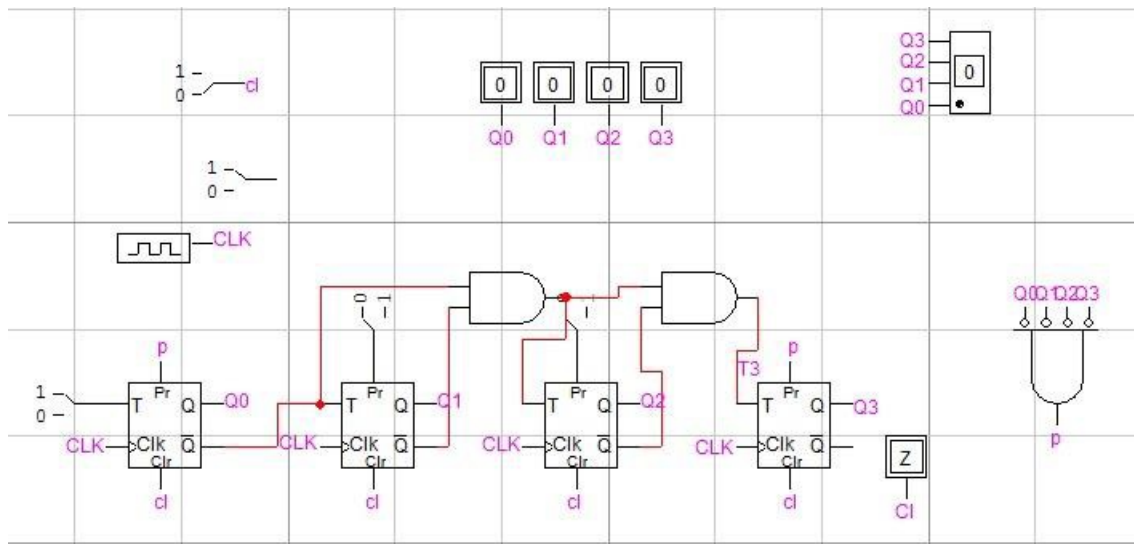 1
0
cl
0 0 0 0
Q0 Q1 Q2 Q3
Q3
Q2
Q1
Q0
0
1
0
CLK
0 1
Q0 Q1 Q2 Q3
p
p
T3
1
0
T Pr Q Q0
CLK Clk Q
Clr
cl
T Pr Q Q1
CLK Clk Q
Clr
cl
T Pr Q Q2
CLK Clk Q
Clr
cl
T Pr Q Q3
CLK Clk Q
Clr
cl
Z
Cl
p